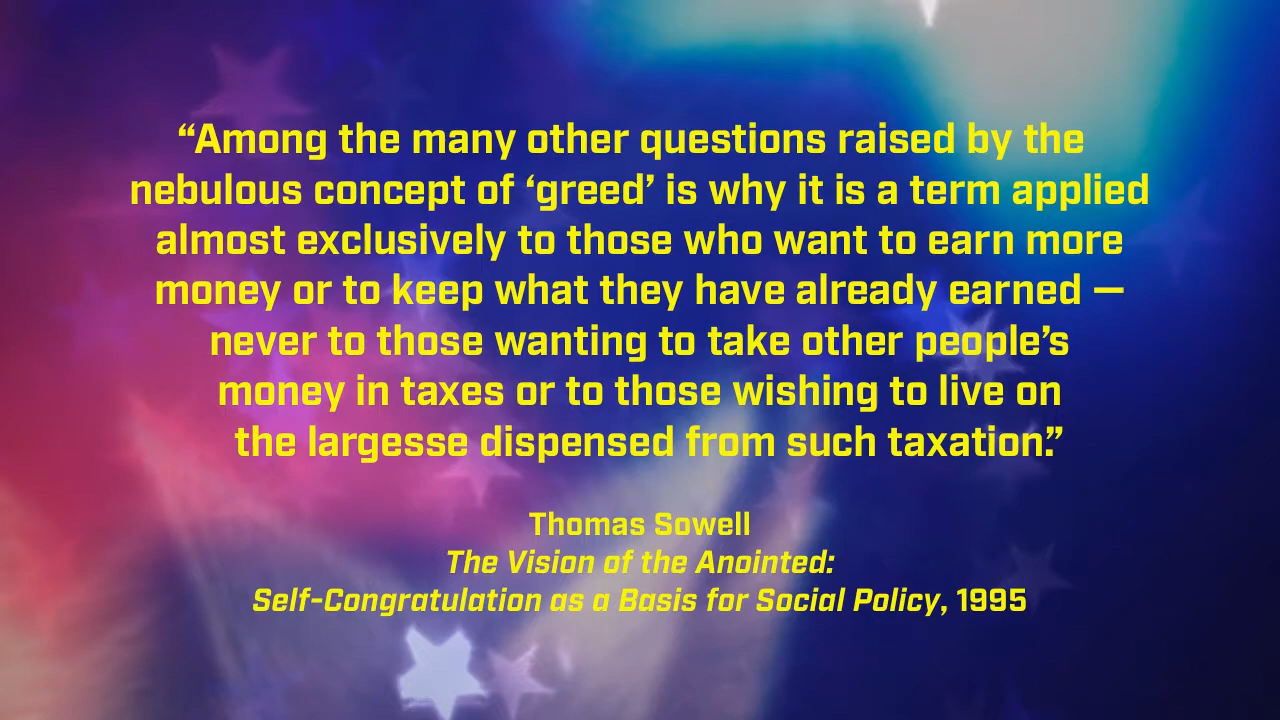 “Among the many other questions raised by the
nebulous concept of ‘greed’ is why it is a term applied
almost exclusively to those who want to earn more
money or to keep what they have already earned —
never to those wanting to take other people’s
money in taxes or to those wishing to live on
the largesse dispensed from such taxation.”
Thomas Sowell
The Vision of the Anointed:
Self-Congratulation as a Basis for Social Policy, 1995